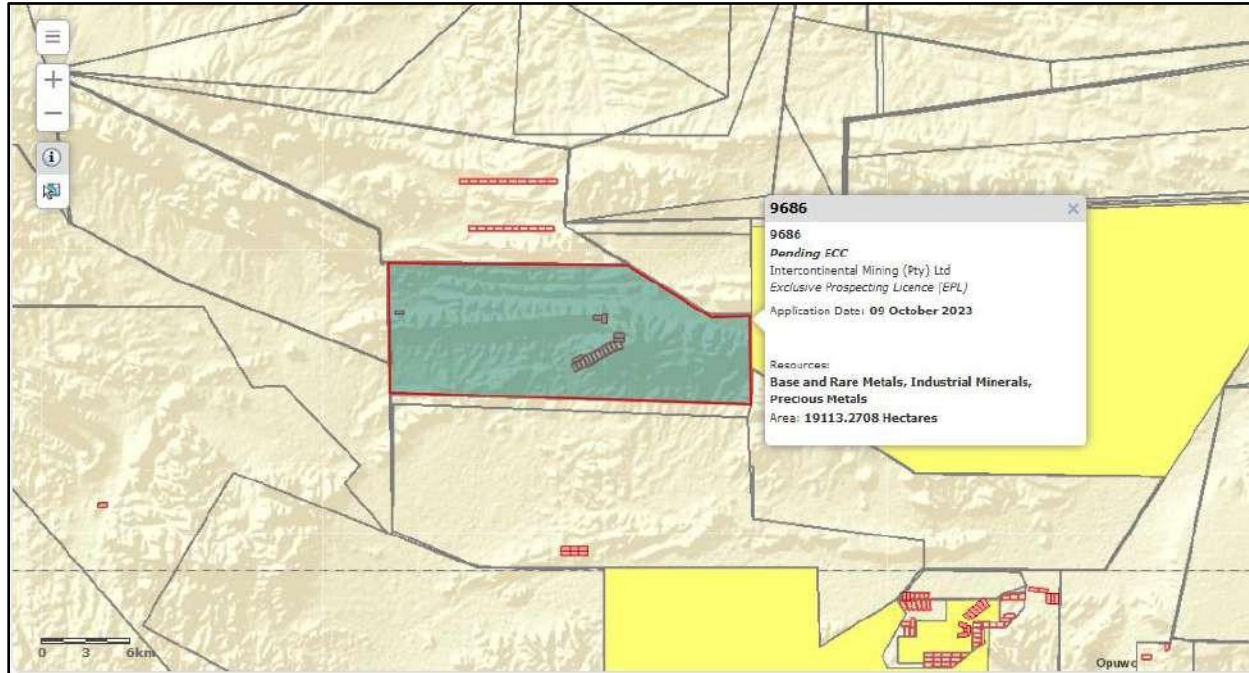 9686
9686
Pending ECC
Intercontinental Mining (Pty) Ltd
Exclusive Prospecting Licence (EPL)
Application Date: 09 October 2023
Resources:
Base and Rare Metals, Industrial Minerals,
Precious Metals
Area: 19113.2708 Hectares
0 3 6km
Opuwo